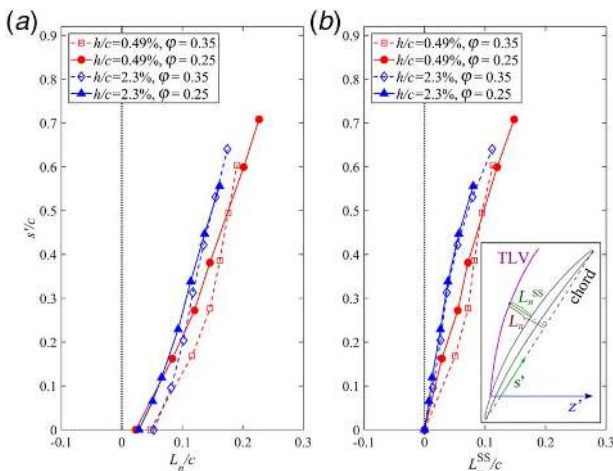 (a)
0.9
0.8
0.7
0.6
0.5
0.4
0.3
0.2
0.1
0
s'/c
h/c=0.49%, φ = 0.35
h/c=0.49%, φ = 0.25
h/c=2.3%, φ = 0.35
h/c=2.3%, φ = 0.25
-0.1 0 0.1 0.2 0.3
Lₙ/c
(b)
0.9
0.8
0.7
0.6
0.5
0.4
0.3
0.2
0.1
0
h/c=0.49%, φ = 0.35
h/c=0.49%, φ = 0.25
h/c=2.3%, φ = 0.35
h/c=2.3%, φ = 0.25
TLV
Lₙ^SS
Lₙ
chord
s'
z'
-0.1 0 0.1 0.2 0.3
L^SS/c